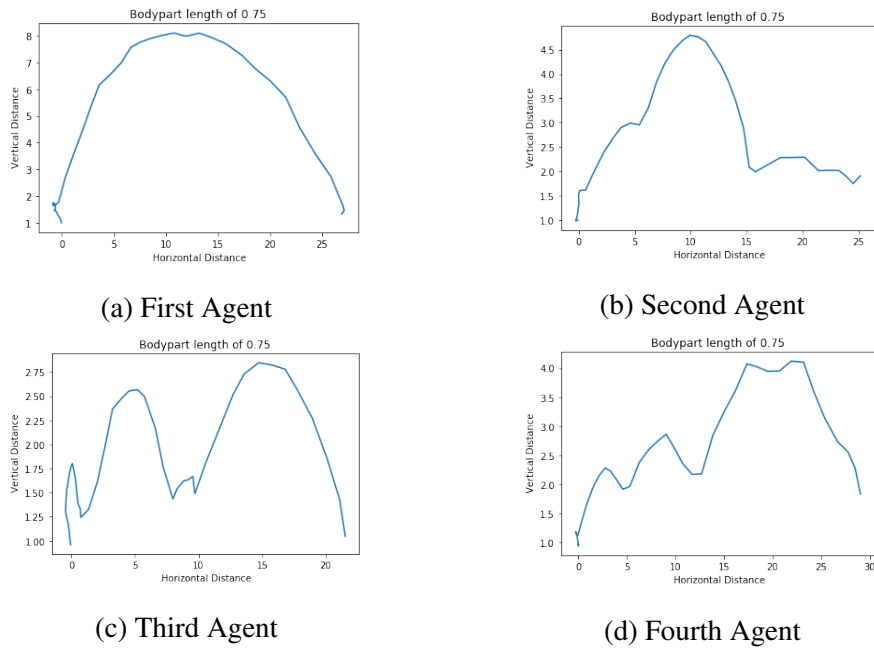 Bodypart length of 0.75
8
7
6
5
4
3
2
1
Vertical Distance
0 5 10 15 20 25
Horizontal Distance
(a) First Agent
Bodypart length of 0.75
4.5
4.0
3.5
3.0
2.5
2.0
1.5
1.0
Vertical Distance
0 5 10 15 20 25
Horizontal Distance
(b) Second Agent
Bodypart length of 0.75
2.75
2.50
2.25
2.00
1.75
1.50
1.25
1.00
Vertical Distance
0 5 10 15 20
Horizontal Distance
(c) Third Agent
Bodypart length of 0.75
4.0
3.5
3.0
2.5
2.0
1.5
1.0
Vertical Distance
0 5 10 15 20 25 30
Horizontal Distance
(d) Fourth Agent